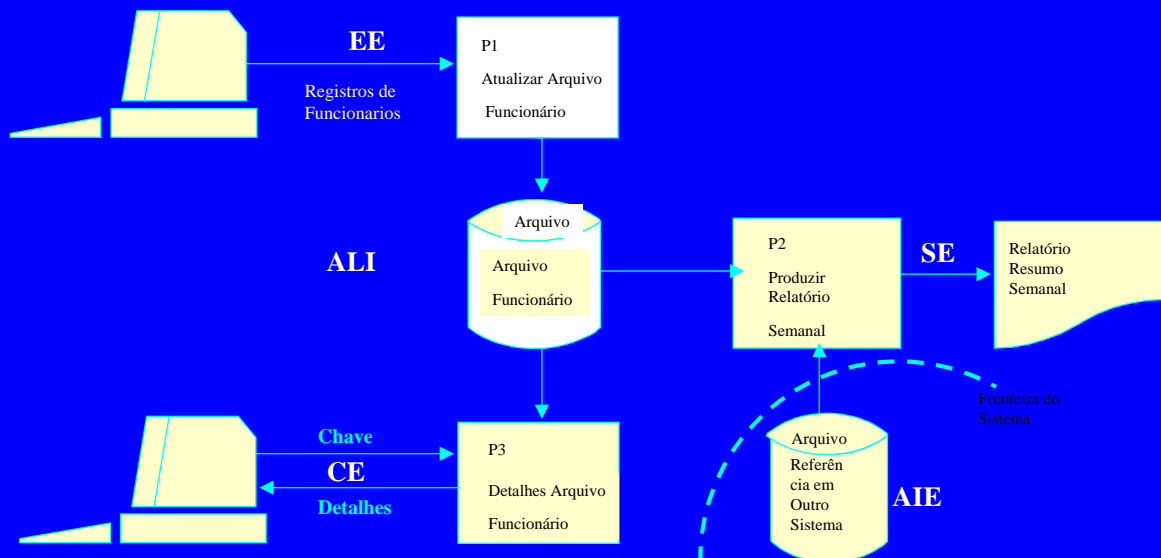 EE
Registros de
Funcionarios
P1
Atualizar Arquivo
Funcionário
ALI
Arquivo
Arquivo
Funcionário
P2
Produzir
Relatório
Semanal
SE
Relatório
Resumo
Semanal
Fronteira do
Sistema
Chave
CE
Detalhes
P3
Detalhes Arquivo
Funcionário
Arquivo
Referên
cia em
Outro
Sistema
AIE